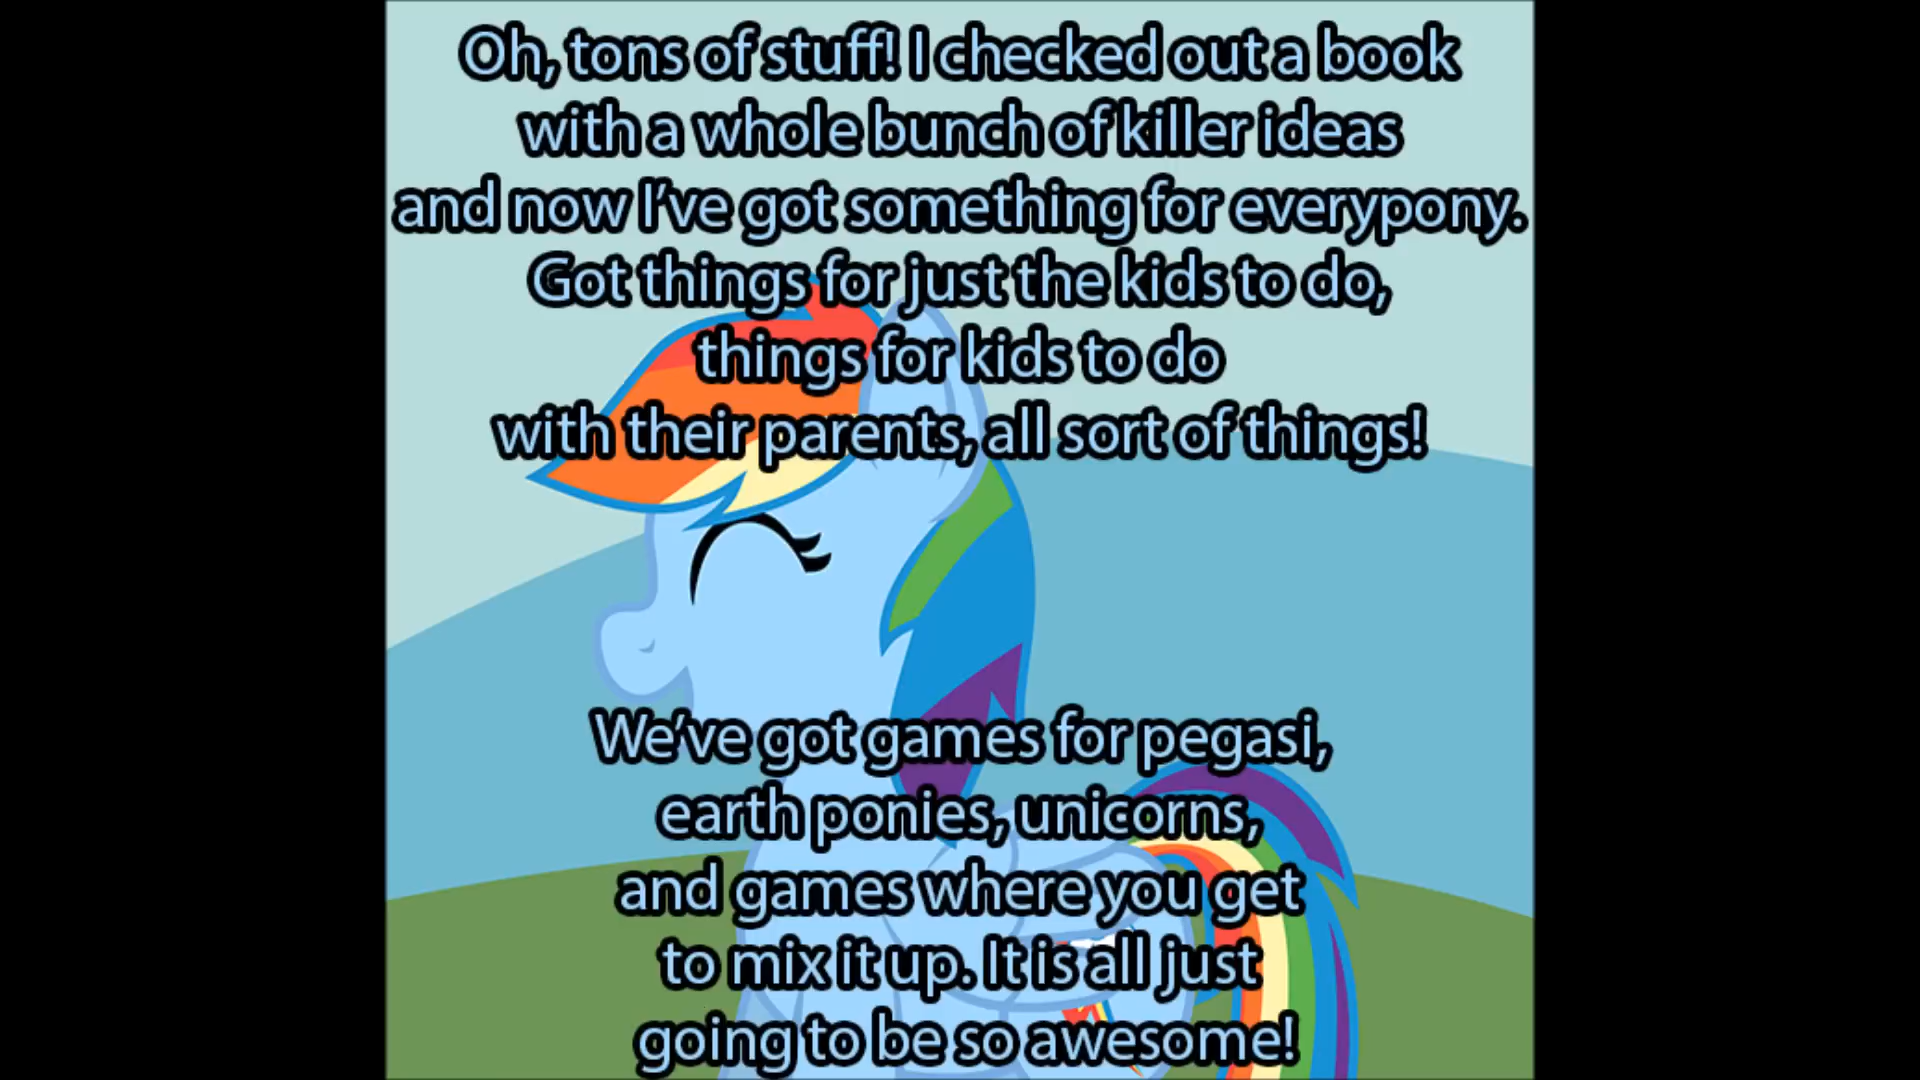 Oh, tons of stuff! I checked out a book
with a whole bunch of killer ideas
and now I've got something for everypony.
Got things for just the kids to do,
things for kids to do
with their parents, all sort of things!
We've got games for pegasi,
earth ponies, unicorns,
and games where you get
to mix it up. It is all just
going to be so awesome!